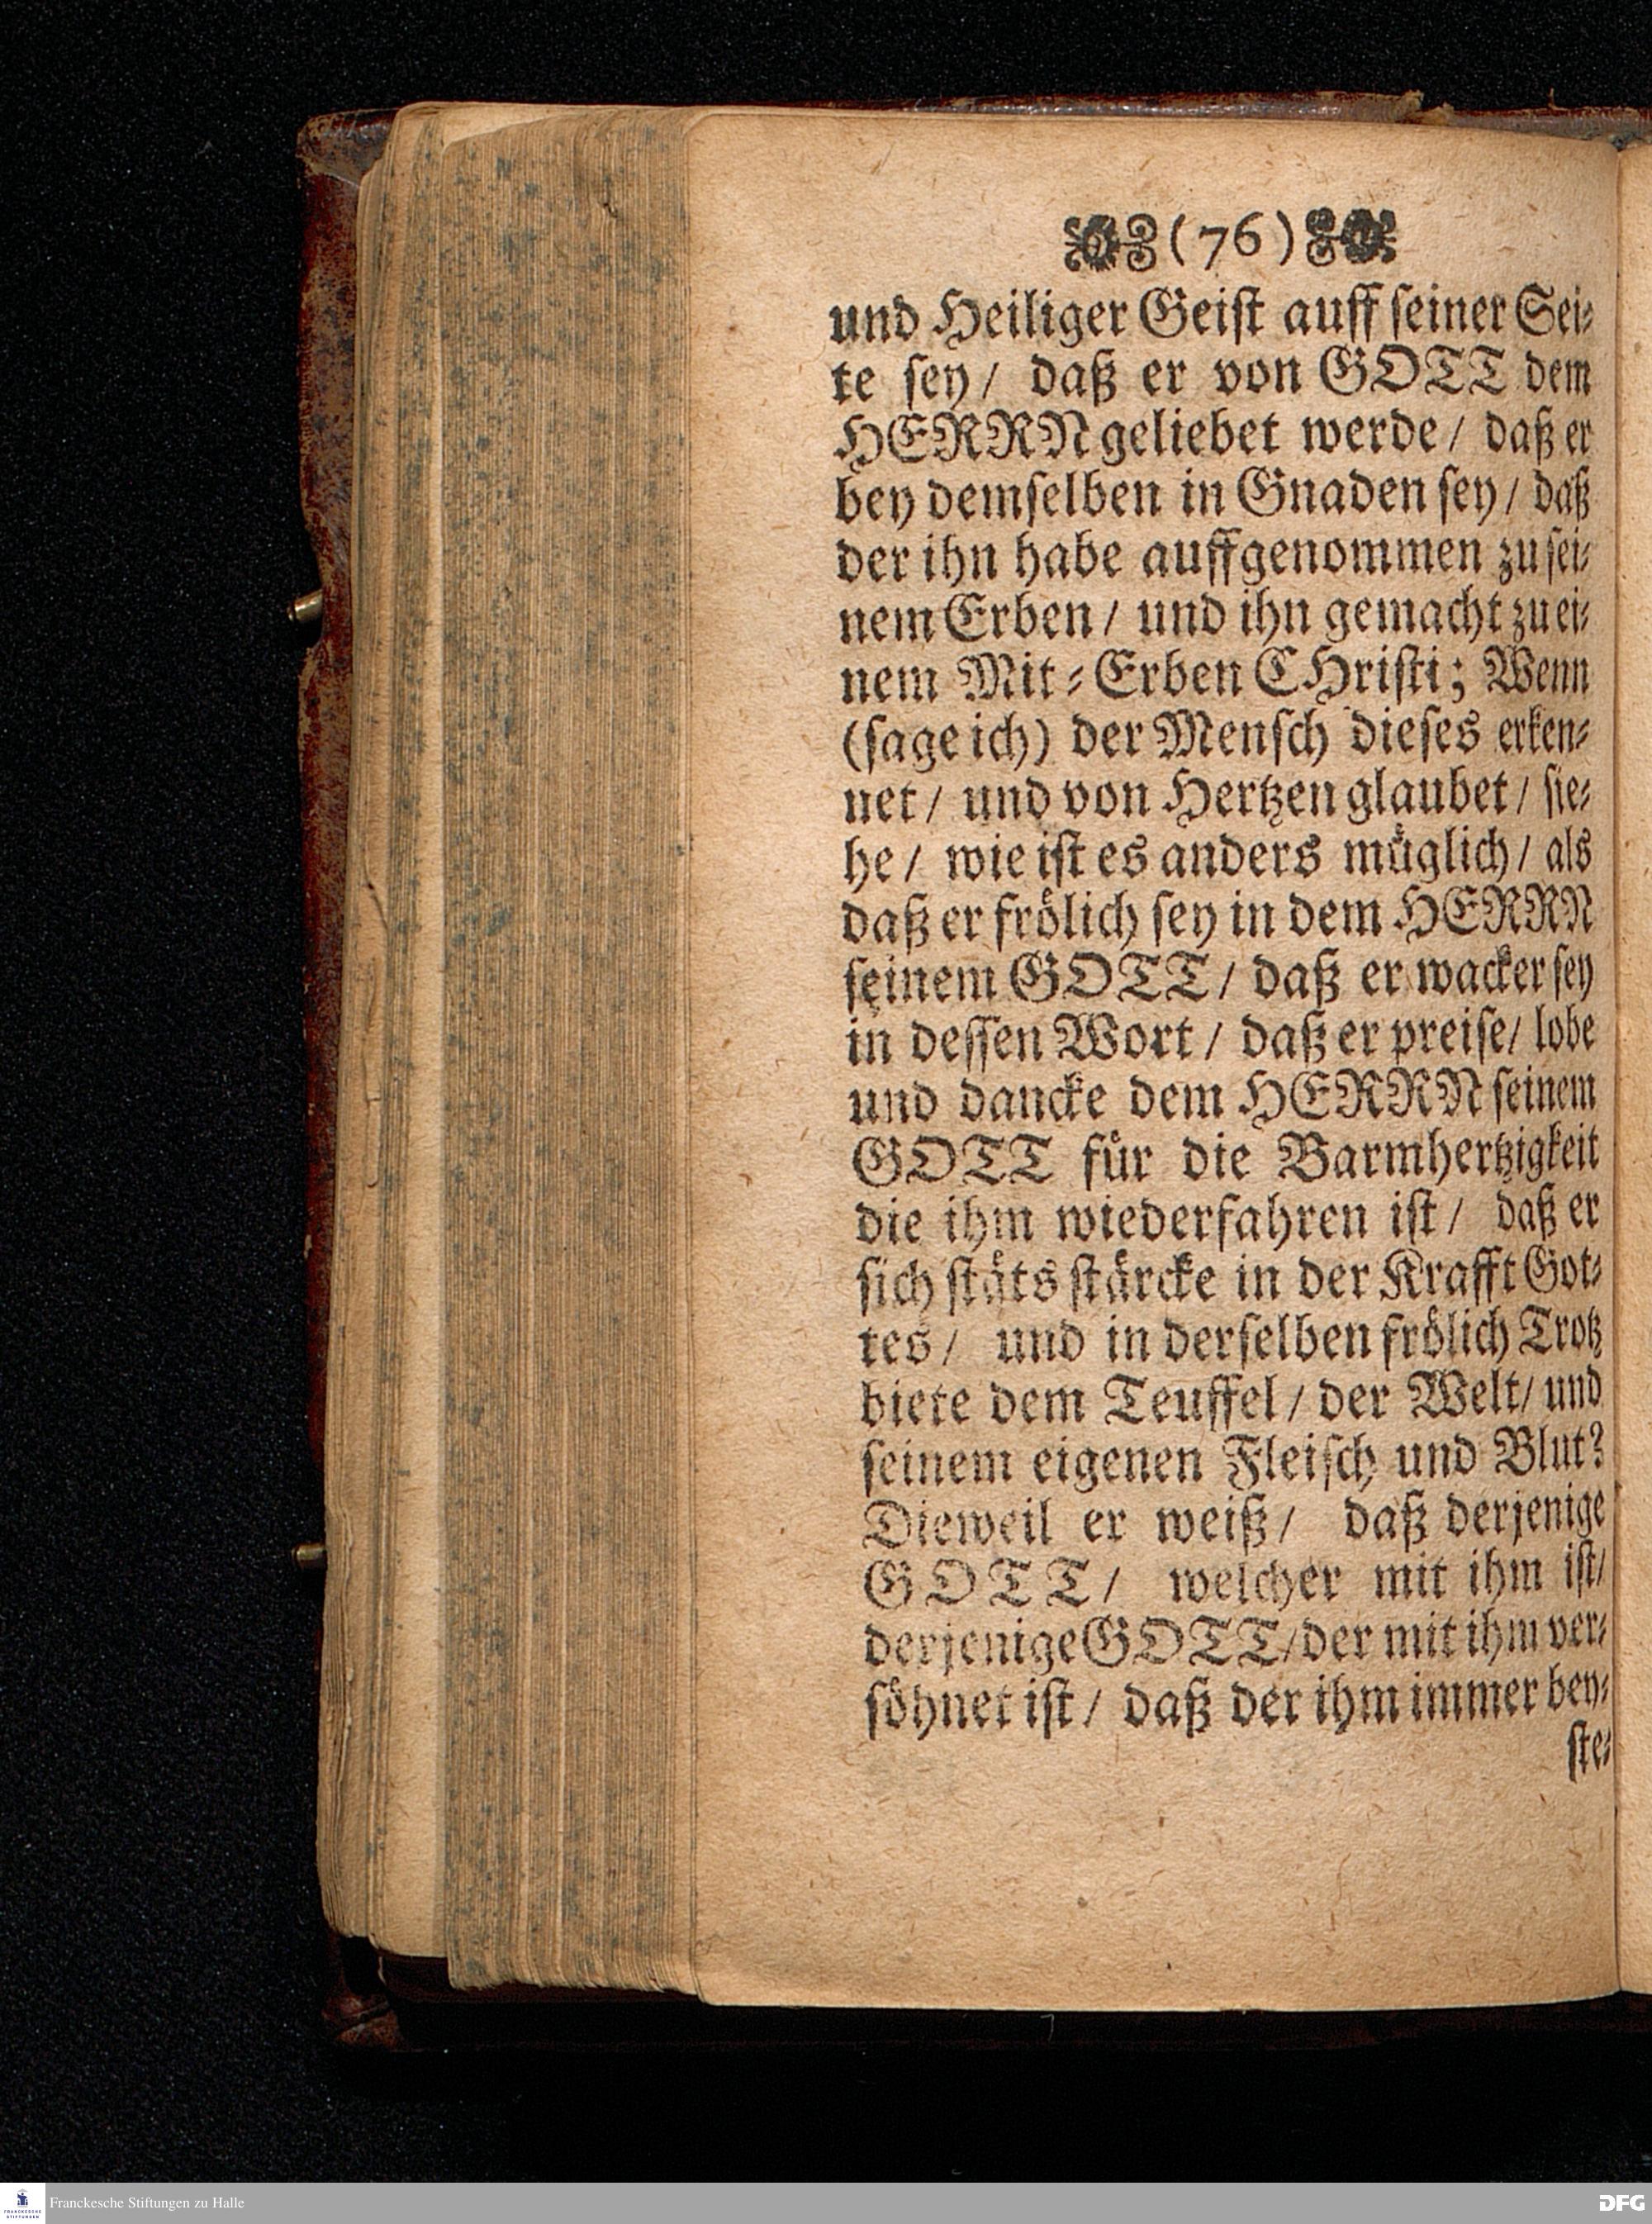 (76)
und Heiliger Geiſt auff ſeiner Sei⸗
te ſey / daß er von GOTT dem
HERRN geliebet werde / daß er
bey demſelben in Gnaden ſey / daß
der ihn habe auffgenommen zu ſei⸗
nem Erben / und ihn gemacht zu ei⸗
nem Mit⸗Erben CHriſti; Wenn
(ſage ich) der Menſch dieſes erken⸗
net / und von Hertzen glaubet / ſie⸗
he / wie iſt es anders müglich / als
daß er frölich ſey in dem HERRN
ſeinem GOTT / daß er wacker ſey
in deſſen Wort / daß er preiſe / lobe
und dancke dem HERRN ſeinem
GOTT für die Barmhertzigkeit
die ihm wiederfahren iſt / daß er
ſich ſtäts ſtärcke in der Krafft Got⸗
tes / und in derſelben frölich Trotz
biete dem Teuffel / der Welt / und
ſeinem eigenen Fleiſch und Blut?
Dieweil er weiß / daß derjenige
GOTT / welcher mit ihm iſt /
derjenige GOTT / der mit ihm ver⸗
ſöhnet iſt / daß der ihm immer bey⸗
ſte⸗
FRANCKESCHE
STIFTUNGEN
Franckesche Stiftungen zu Halle
DFG